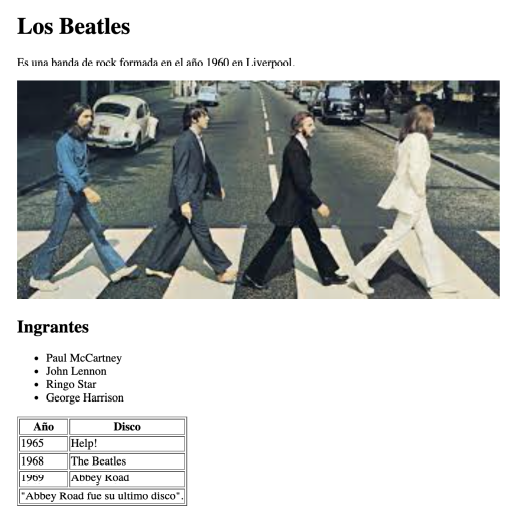 Los Beatles
Es una banda de rock formada en el año 1960 en Liverpool.
Ingrantes
Paul McCartney
John Lennon
Ringo Star
George Harrison
Año Disco
1965 Help!
1968 The Beatles
1969 Abbey Road
"Abbey Road fue su ultimo disco".